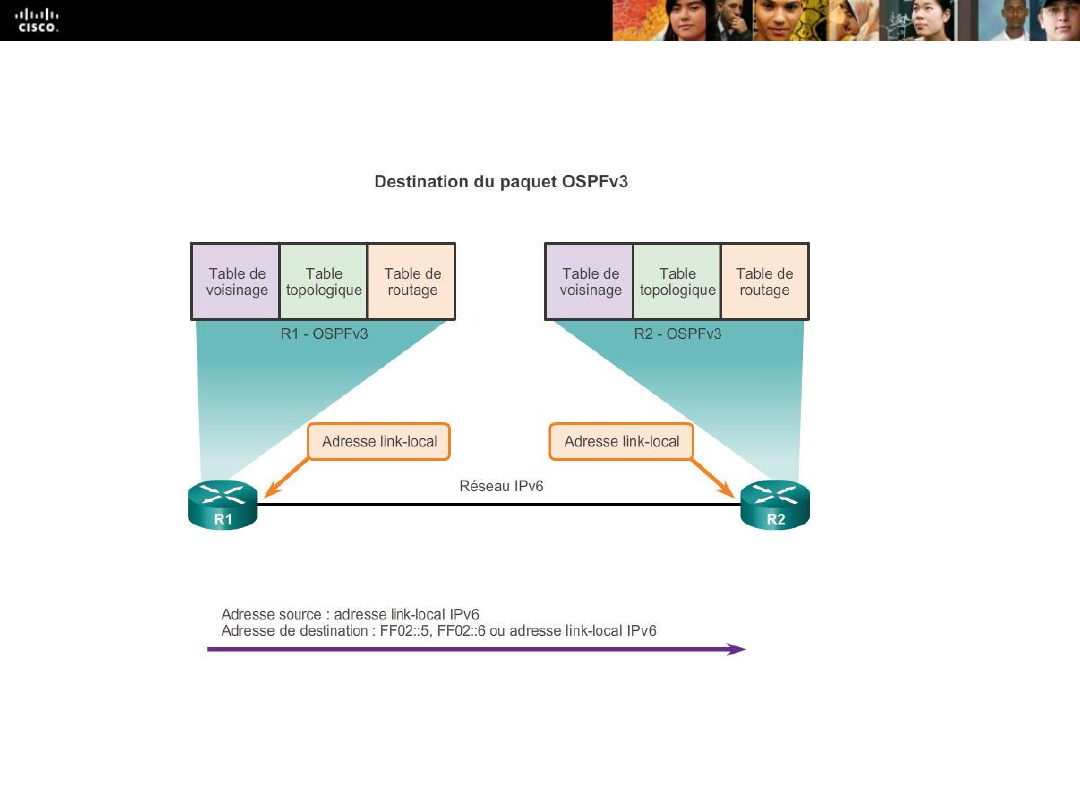 CISCO.
Destination du paquet OSPFv3
Table de voisinage
Table topologique
Table de routage
Table de voisinage
Table topologique
Table de routage
R1 - OSPFv3
R2 - OSPFv3
Adresse link-local
Adresse link-local
Réseau IPv6
R1
R2
Adresse source : adresse link-local IPv6
Adresse de destination : FF02::5, FF02::6 ou adresse link-local IPv6